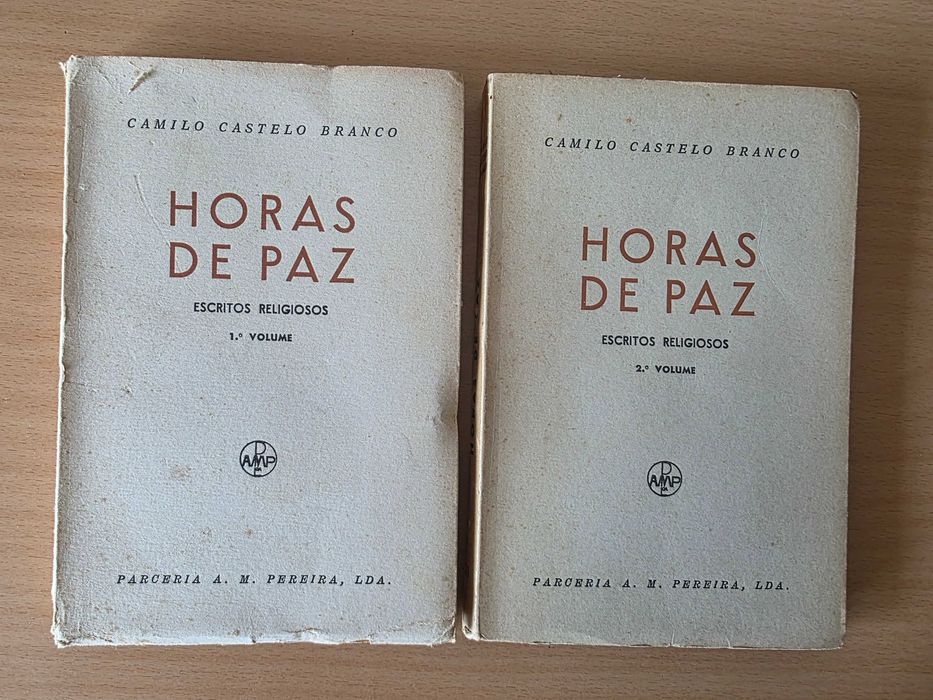 CAMILO CASTELO BRANCO
HORAS
DE PAZ
ESCRITOS RELIGIOSOS
1.º VOLUME
PARCERIA A. M. PEREIRA, LDA.
CAMILO CASTELO BRANCO
HORAS
DE PAZ
ESCRITOS RELIGIOSOS
2.º VOLUME
PARCERIA A. M. PEREIRA, LDA.